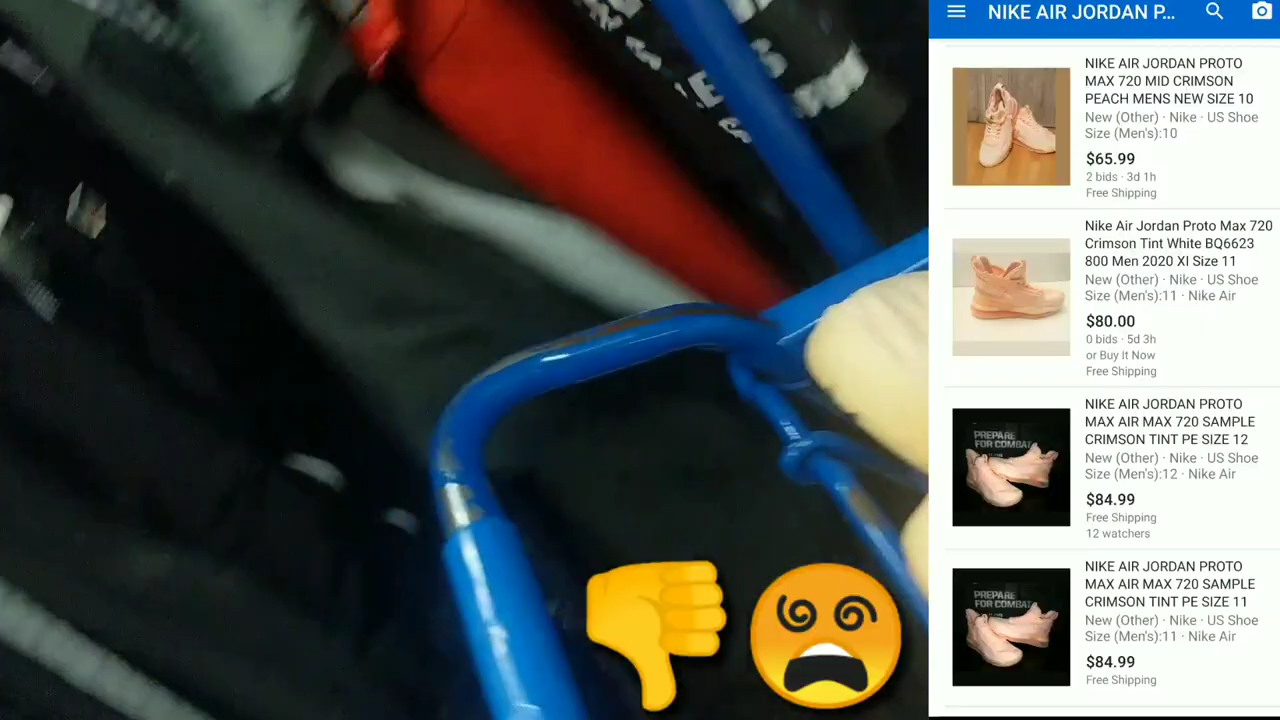 NIKE AIR JORDAN P...
NIKE AIR JORDAN PROTO
MAX 720 MID CRIMSON
PEACH MENS NEW SIZE 10
New (Other) · Nike · US Shoe
Size (Men's):10
$65.99
2 bids · 3d 1h
Free Shipping
Nike Air Jordan Proto Max 720
Crimson Tint White BQ6623
800 Men 2020 XI Size 11
New (Other) · Nike · US Shoe
Size (Men's):11 · Nike Air
$80.00
0 bids · 5d 3h
or Buy It Now
Free Shipping
NIKE AIR JORDAN PROTO
MAX AIR MAX 720 SAMPLE
CRIMSON TINT PE SIZE 12
New (Other) · Nike · US Shoe
Size (Men's):12 · Nike Air
$84.99
Free Shipping
12 watchers
PREPARE
FOR COMBAT
NIKE AIR JORDAN PROTO
MAX AIR MAX 720 SAMPLE
CRIMSON TINT PE SIZE 11
New (Other) · Nike · US Shoe
Size (Men's):11 · Nike Air
$84.99
Free Shipping
PREPARE
FOR COMBAT